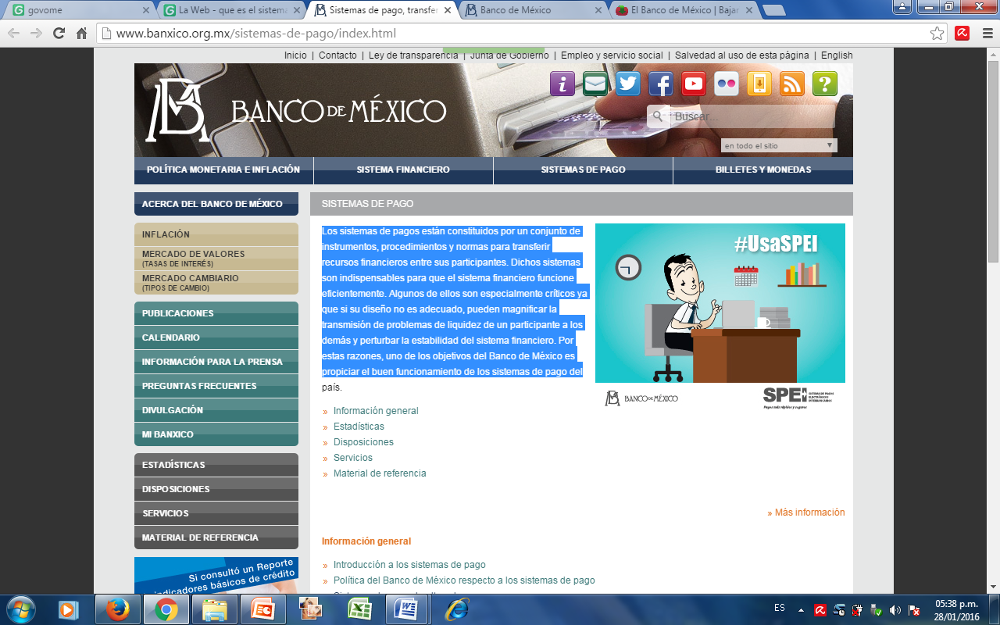 govome
La Web - que es el sistema
Sistemas de pago, transfer
Banco de México
El Banco de México | Bajar
www.banxico.org.mx/sistemas-de-pago/index.html
Inicio | Contacto | Ley de transparencia | Junta de Gobierno | Empleo y servicio social | Salvedad al uso de esta página | English
BANCO DE MÉXICO
Buscar...
en todo el sitio
POLÍTICA MONETARIA E INFLACIÓN
SISTEMA FINANCIERO
SISTEMAS DE PAGO
BILLETES Y MONEDAS
ACERCA DEL BANCO DE MÉXICO
INFLACIÓN
MERCADO DE VALORES
(TASAS DE INTERÉS)
MERCADO CAMBIARIO
(TIPOS DE CAMBIO)
PUBLICACIONES
CALENDARIO
INFORMACIÓN PARA LA PRENSA
PREGUNTAS FRECUENTES
DIVULGACIÓN
MI BANXICO
ESTADÍSTICAS
DISPOSICIONES
SERVICIOS
MATERIAL DE REFERENCIA
Si consultó un Reporte
indicadores básicos de crédito
SISTEMAS DE PAGO
Los sistemas de pagos están constituidos por un conjunto de
instrumentos, procedimientos y normas para transferir
recursos financieros entre sus participantes. Dichos sistemas
son indispensables para que el sistema financiero funcione
eficientemente. Algunos de ellos son especialmente críticos ya
que si su diseño no es adecuado, pueden magnificar la
transmisión de problemas de liquidez de un participante a los
demás y perturbar la estabilidad del sistema financiero. Por
estas razones, uno de los objetivos del Banco de México es
propiciar el buen funcionamiento de los sistemas de pago del
país.
#UsaSPEI
BANCO DE MÉXICO
SPEI
SISTEMA DE PAGOS
ELECTRÓNICOS
INTERBANCARIOS
Pagos más rápidos y seguros
» Información general
» Estadísticas
» Disposiciones
» Servicios
» Material de referencia
» Más información
Información general
» Introducción a los sistemas de pago
» Política del Banco de México respecto a los sistemas de pago
ES
05:38 p.m.
28/01/2016